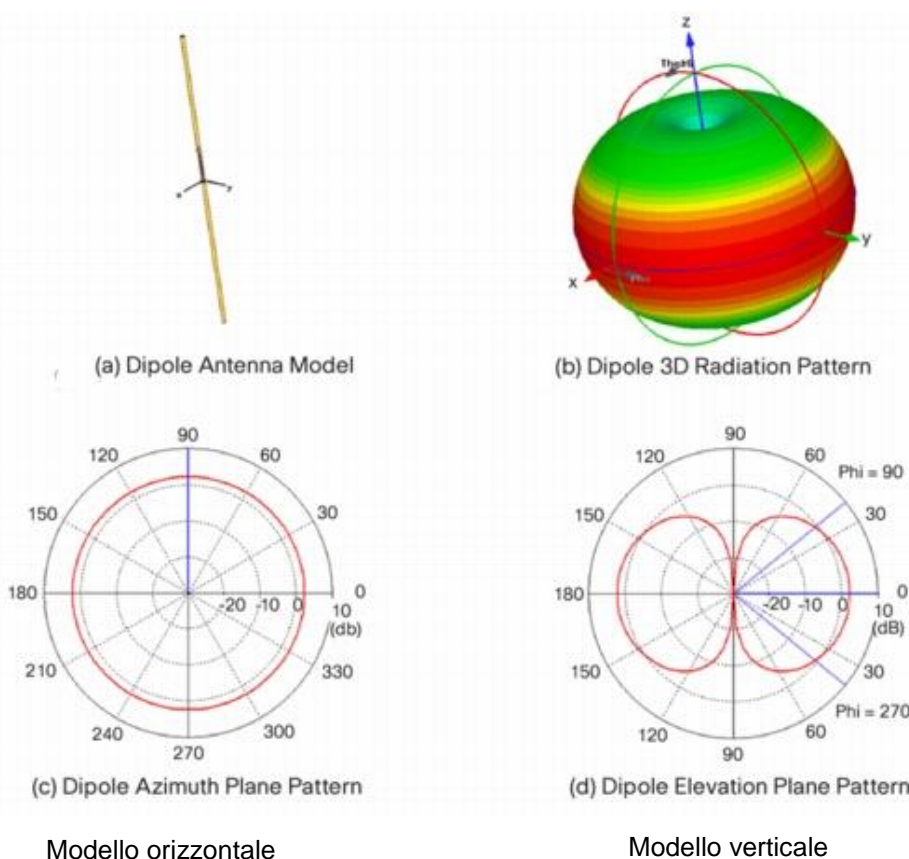 z
Theta
x
y
y
x
Phi
(a) Dipole Antenna Model
(b) Dipole 3D Radiation Pattern
90
120
60
150
30
180
-20
-10
0
10
0
(db)
210
330
240
300
270
90
120
60
Phi = 90
150
30
180
-20
-10
0
10
0
(dB)
150
30
120
60
Phi = 270
90
(c) Dipole Azimuth Plane Pattern
(d) Dipole Elevation Plane Pattern
Modello orizzontale
Modello verticale